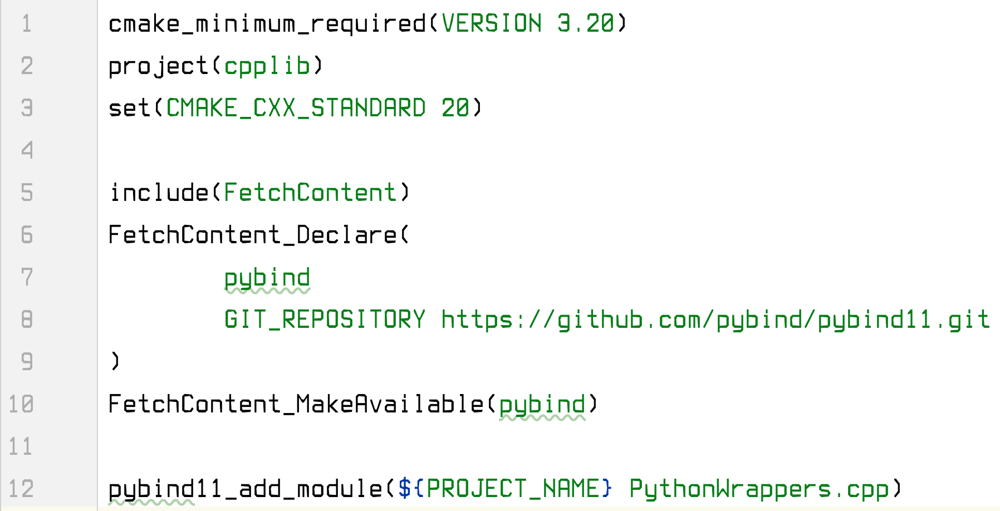 1 cmake_minimum_required(VERSION 3.20)
2 project(cpplib)
3 set(CMAKE_CXX_STANDARD 20)
4
5 include(FetchContent)
6 FetchContent_Declare(
7         pybind
8         GIT_REPOSITORY https://github.com/pybind/pybind11.git
9 )
10 FetchContent_MakeAvailable(pybind)
11
12 pybind11_add_module(${PROJECT_NAME} PythonWrappers.cpp)